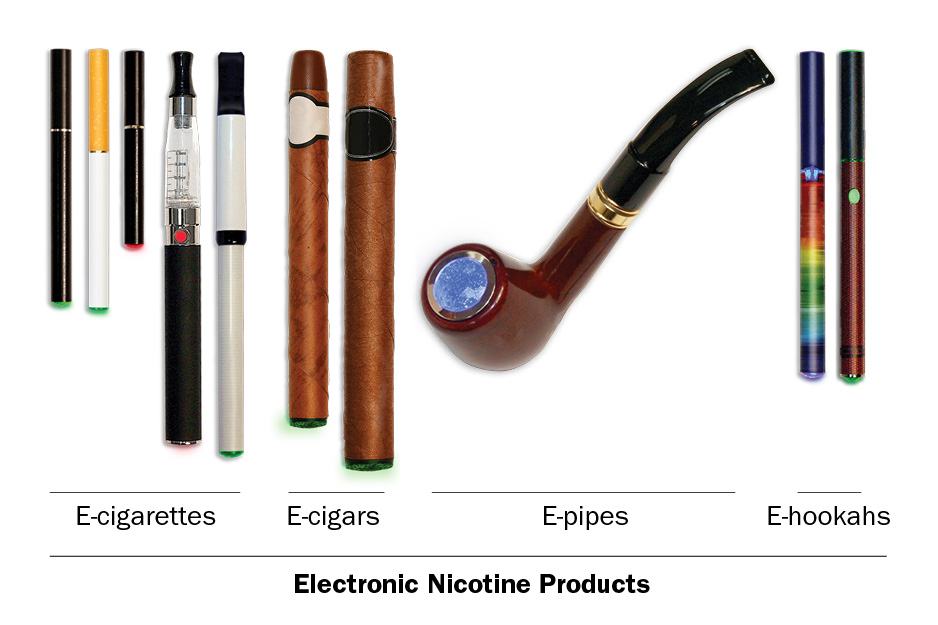 E-cigarettes
E-cigars
E-pipes
E-hookahs
Electronic Nicotine Products